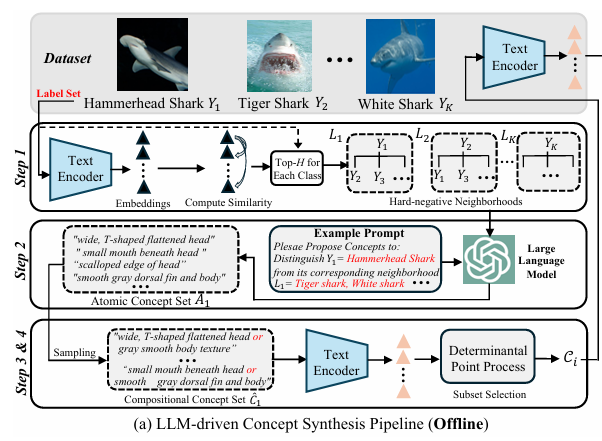 Dataset
Label Set
Hammerhead Shark Y1
Tiger Shark Y2
White Shark YK
Text
Encoder
Step 1
Text
Encoder
Embeddings
Compute Similarity
Top-H for
Each Class
L1
Y1
Y2 Y3 ...
L2
Y2
Y1 Y3 ...
...
LK
YK
...
Hard-negative Neighborhoods
Step 2
"wide, T-shaped flattened head"
" small mouth beneath head "
"scalloped edge of head"
"smooth gray dorsal fin and body"
...
Atomic Concept Set A1
Example Prompt
Plesae Propose Concepts to:
Distinguish Y1= Hammerhead Shark
from its corresponding neighborhood
L1= Tiger shark, White shark ...
Large
Language
Model
Step 3 & 4
Sampling
"wide, T-shaped flattened head or
gray smooth body texture"
"small mouth beneath head or
smooth gray dorsal fin and body"
...
Compositional Concept Set Ĉ1
Text
Encoder
Determinantal
Point Process
Subset Selection
Ci
(a) LLM-driven Concept Synthesis Pipeline (Offline)